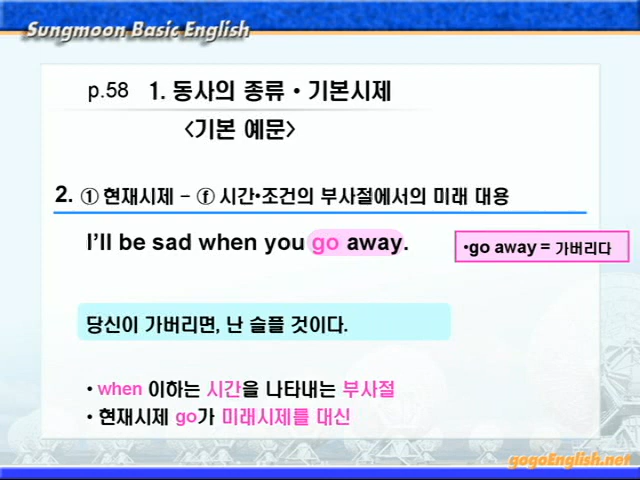 Sungmoon Basic English
p.58 1. 동사의 종류 • 기본시제
<기본 예문>
2. ① 현재시제 - ⓕ 시간•조건의 부사절에서의 미래 대용
I'll be sad when you go away.
•go away = 가버리다
당신이 가버리면, 난 슬플 것이다.
• when 이하는 시간을 나타내는 부사절
• 현재시제 go가 미래시제를 대신
gogoEnglish.net